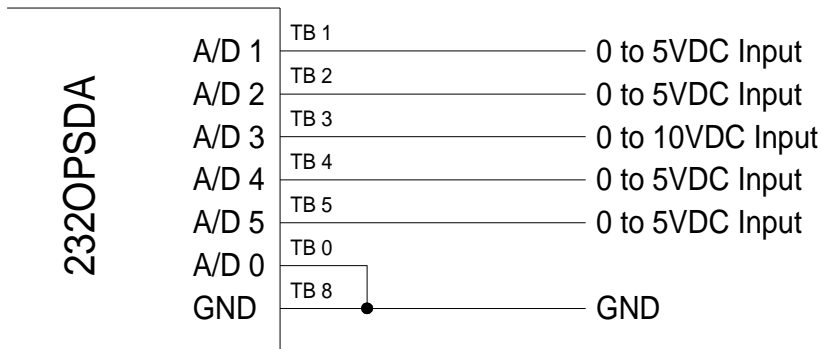 232OPSDA
A/D 1 TB 1 0 to 5VDC Input
A/D 2 TB 2 0 to 5VDC Input
A/D 3 TB 3 0 to 10VDC Input
A/D 4 TB 4 0 to 5VDC Input
A/D 5 TB 5 0 to 5VDC Input
A/D 0 TB 0
GND TB 8 GND